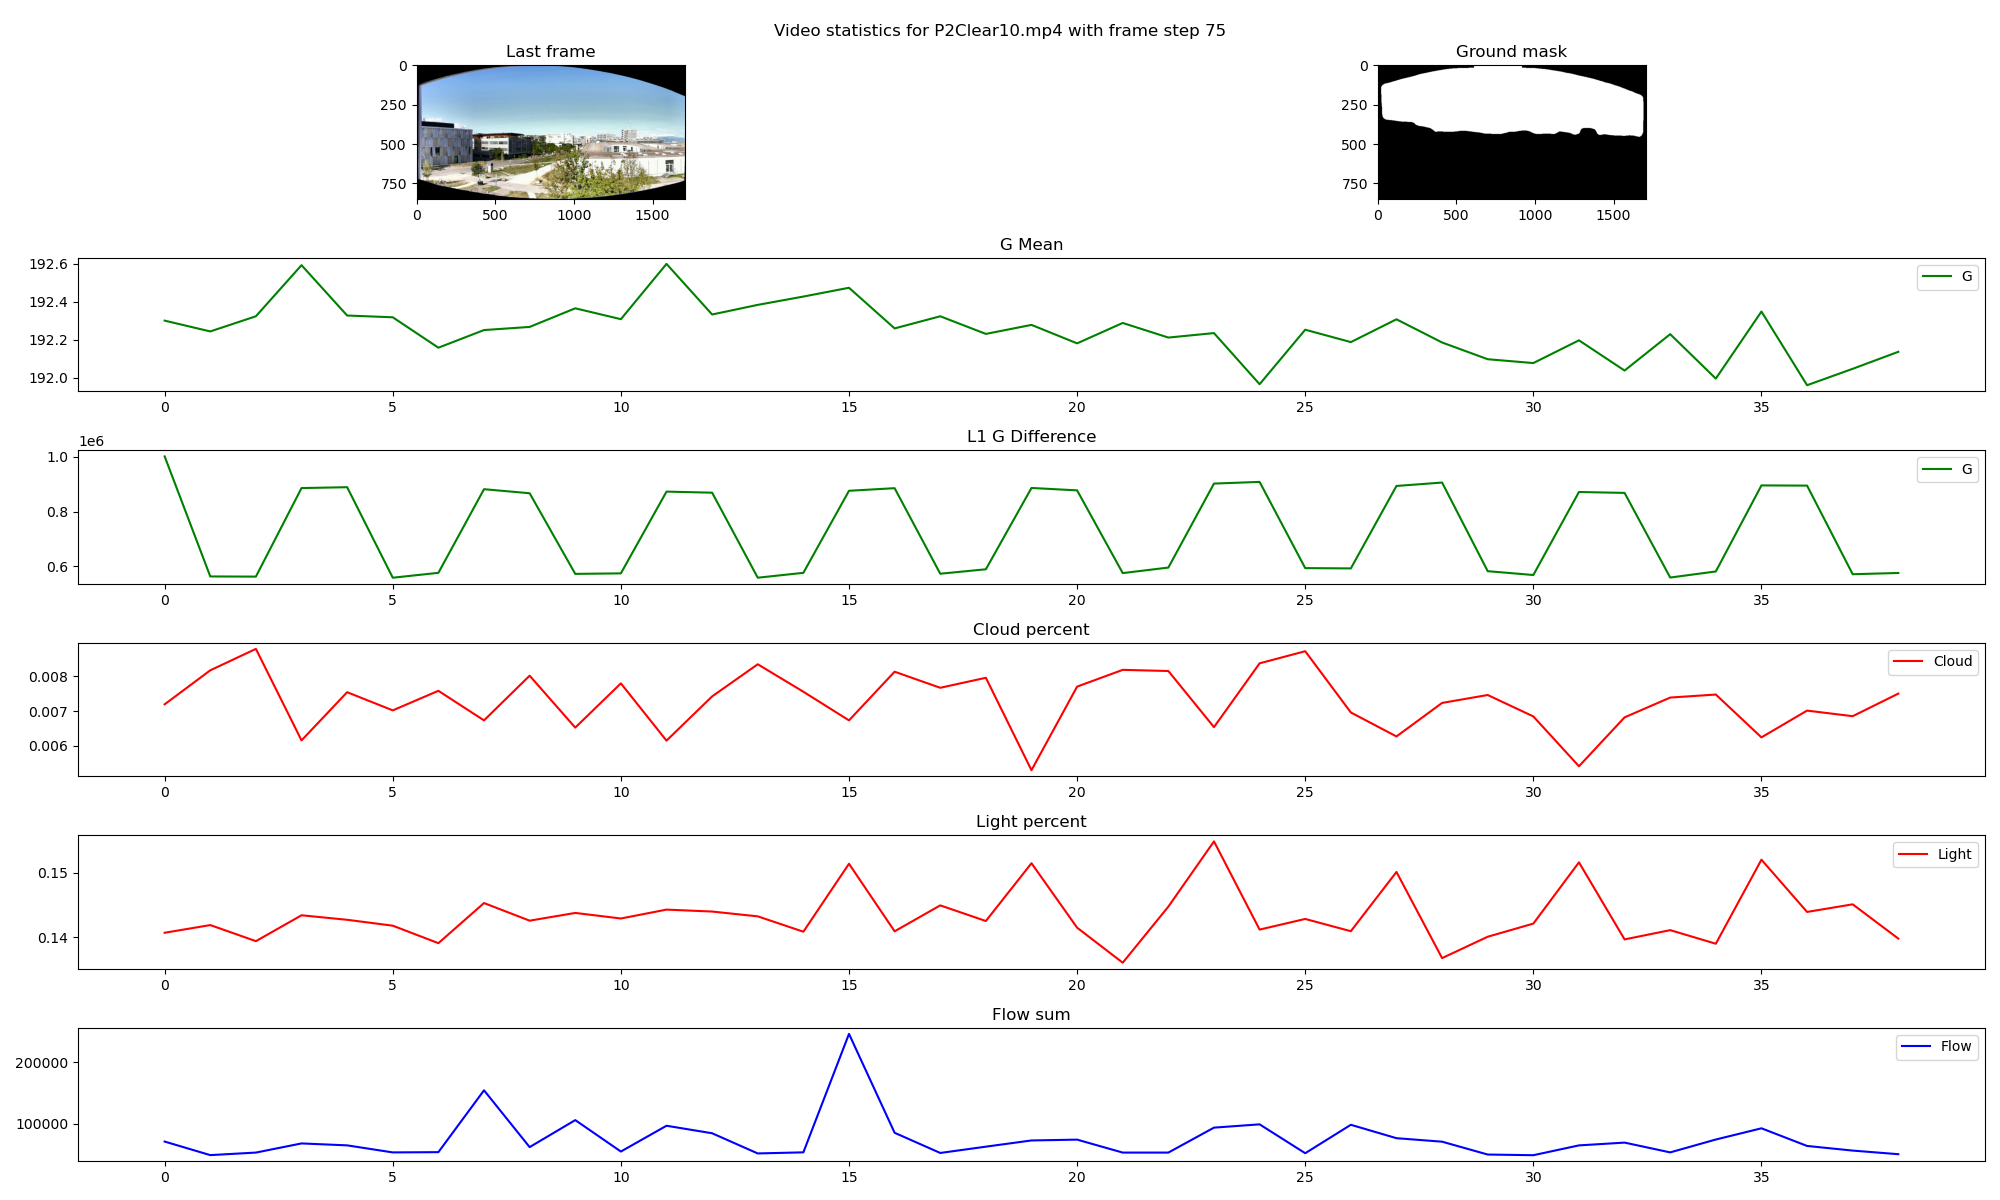 Video statistics for P2Clear10.mp4 with frame step 75
Last frame
0
250
500
750
0 500 1000 1500
Ground mask
0
250
500
750
0 500 1000 1500
G Mean
192.6
192.4
192.2
192.0
G
0 5 10 15 20 25 30 35
L1 G Difference
1e6
1.0
0.8
0.6
G
0 5 10 15 20 25 30 35
Cloud percent
0.008
0.007
0.006
Cloud
0 5 10 15 20 25 30 35
Light percent
0.15
0.14
Light
0 5 10 15 20 25 30 35
Flow sum
200000
100000
Flow
0 5 10 15 20 25 30 35